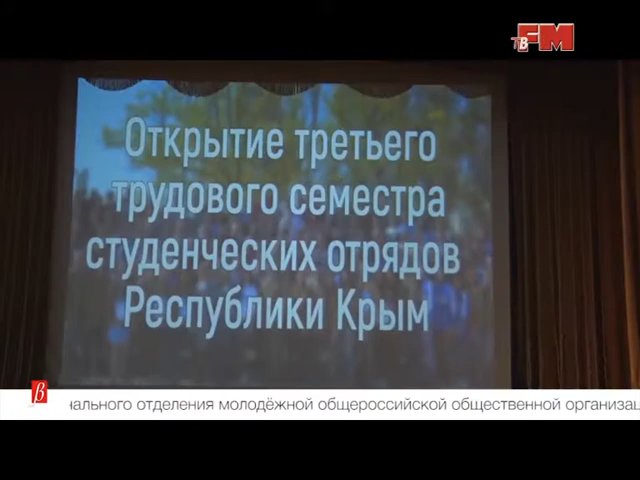 ТВ FM
Открытие третьего
трудового семестра
студенческих отрядов
Республики Крым
β
нального отделения молодёжной общероссийской общественной организац